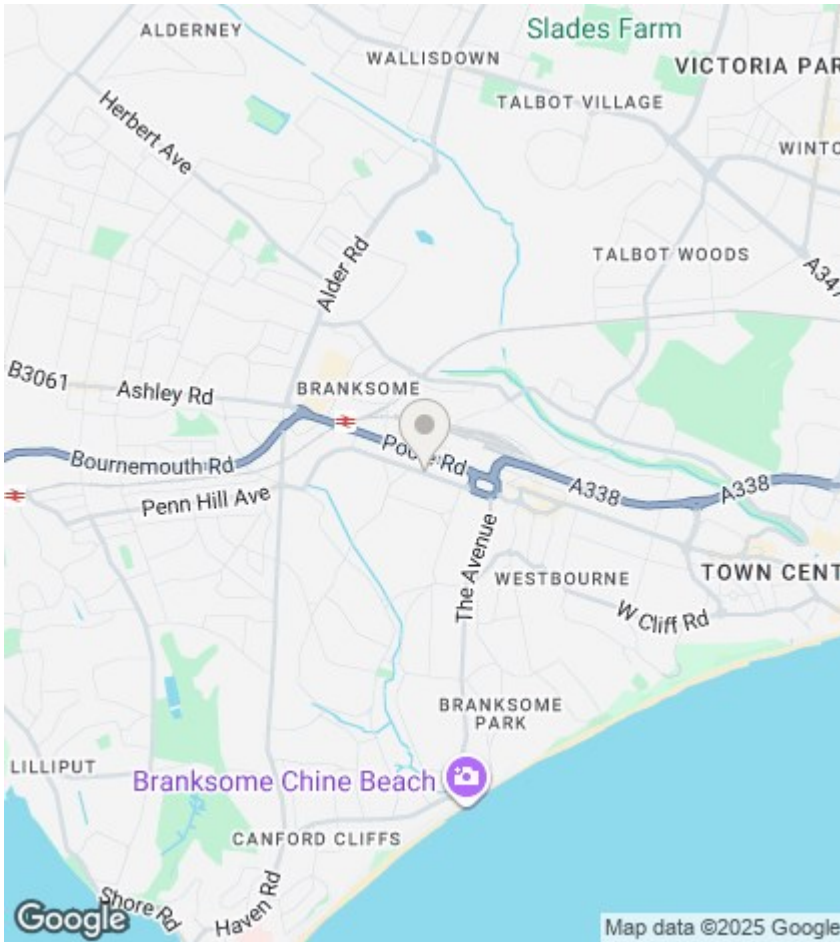 ALDERNEY
Slades Farm
WALLISDOWN
VICTORIA PAR
TALBOT VILLAGE
Herbert Ave
WINTO
Alder Rd
TALBOT WOODS
A347
B3061
Ashley Rd
BRANKSOME
Poole Rd
Bournemouth Rd
A338
A338
Penn Hill Ave
The Avenue
WESTBOURNE
TOWN CENT
W Cliff Rd
BRANKSOME
PARK
LILLIPUT
Branksome Chine Beach
CANFORD CLIFFS
Shore Rd
Haven Rd
Google
Map data ©2025 Google